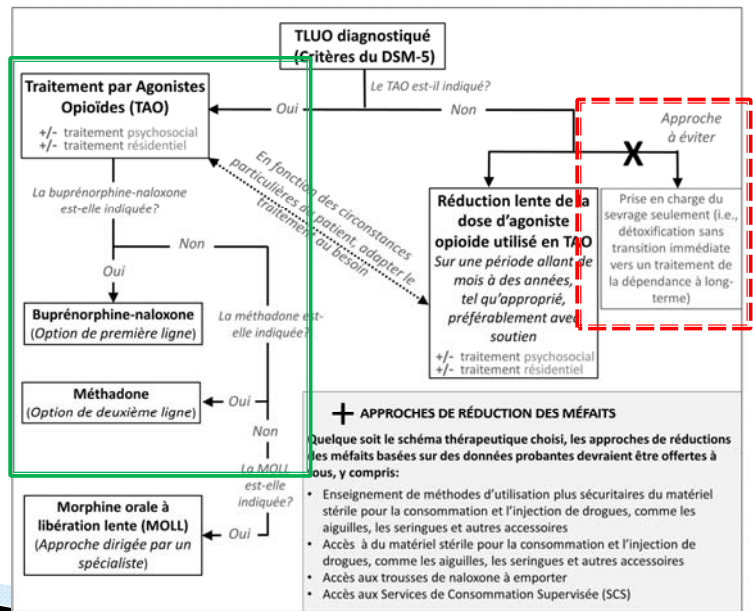 TLUO diagnostiqué
(Critères du DSM-5)
Le TAO est-il indiqué?
Oui
Non
Traitement par Agonistes
Opioïdes (TAO)
+/- traitement psychosocial
+/- traitement résidentiel
Approche
à éviter
X
En fonction des circonstances
particulières du patient, adapter le
traitement au besoin
La buprénorphine-naloxone
est-elle indiquée?
Non
Oui
Réduction lente de la
dose d'agoniste
opioide utilisé en TAO
Sur une période allant de
mois à des années,
tel qu'approprié,
préférablement avec
soutien
+/- traitement psychosocial
+/- traitement résidentiel
Prise en charge du
sevrage seulement (i.e.,
détoxification sans
transition immédiate
vers un traitement de
la dépendance à long-
terme)
Buprénorphine-naloxone
(Option de première ligne)
La méthadone est-
elle indiquée?
Méthadone
(Option de deuxième ligne)
Oui
Non
La MOLL
est-elle
indiquée?
Morphine orale à
libération lente (MOLL)
(Approche dirigée par un
spécialiste)
Oui
+ APPROCHES DE RÉDUCTION DES MÉFAITS
Quelque soit le schéma thérapeutique choisi, les approches de réductions
des méfaits basées sur des données probantes devraient être offertes à
tous, y compris:
• Enseignement de méthodes d'utilisation plus sécuritaires du matériel
stérile pour la consommation et l'injection de drogues, comme les
aiguilles, les seringues et autres accessoires
• Accès à du matériel stérile pour la consommation et l'injection de
drogues, comme les aiguilles, les seringues et autres accessoires
• Accès aux trousses de naloxone à emporter
• Accès aux Services de Consommation Supervisée (SCS)